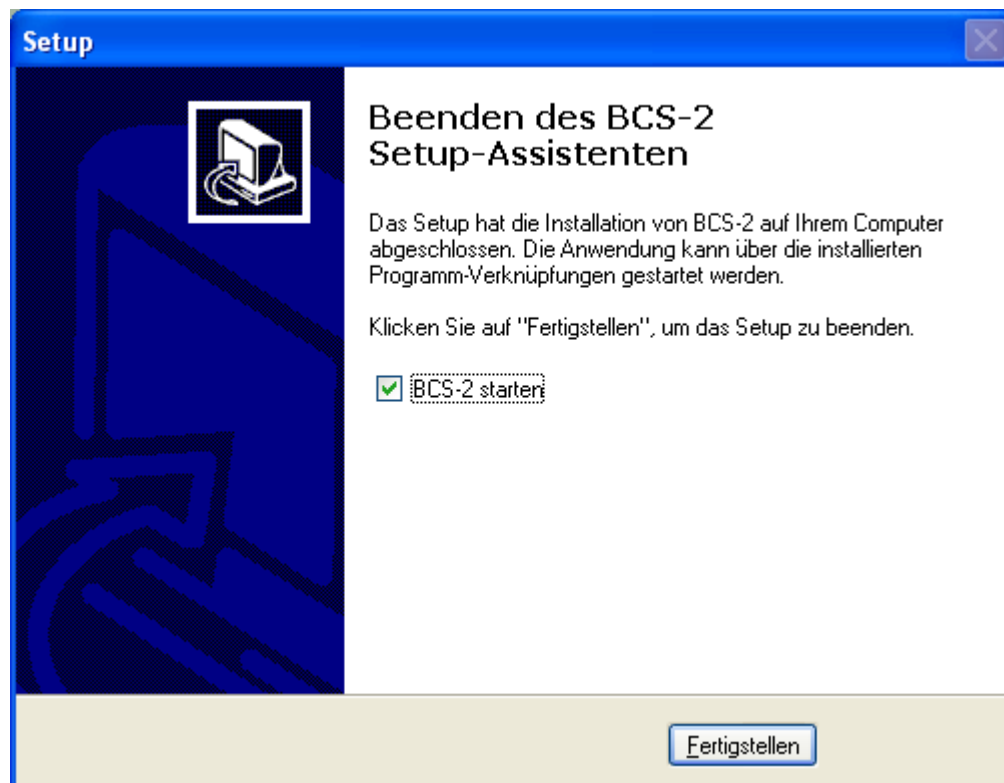 Setup
Beenden des BCS-2
Setup-Assistenten
Das Setup hat die Installation von BCS-2 auf Ihrem Computer
abgeschlossen. Die Anwendung kann über die installierten
Programm-Verknüpfungen gestartet werden.
Klicken Sie auf "Fertigstellen", um das Setup zu beenden.
BCS-2 starten
Fertigstellen